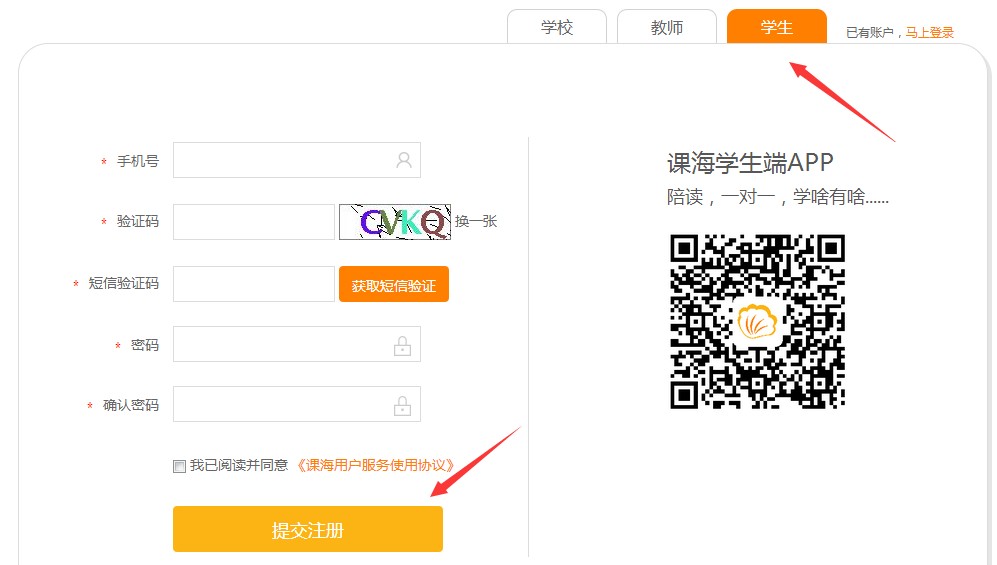 学校
教师
学生
已有账户，马上登录
* 手机号
* 验证码 CVKQ 换一张
* 短信验证码 获取短信验证
* 密码
* 确认密码
我已阅读并同意 《课海用户服务使用协议》
提交注册
课海学生端APP
陪读，一对一，学啥有啥......